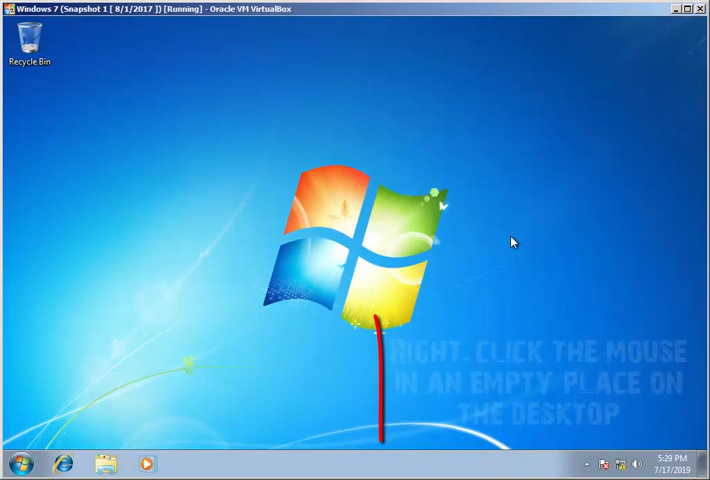 Windows 7 (Snapshot 1 [ 8/1/2017 ]) [Running] - Oracle VM VirtualBox
Recycle Bin
RIGHT CLICK THE MOUSE
IN AN EMPTY PLACE ON
THE DESKTOP
5:29 PM
7/17/2019